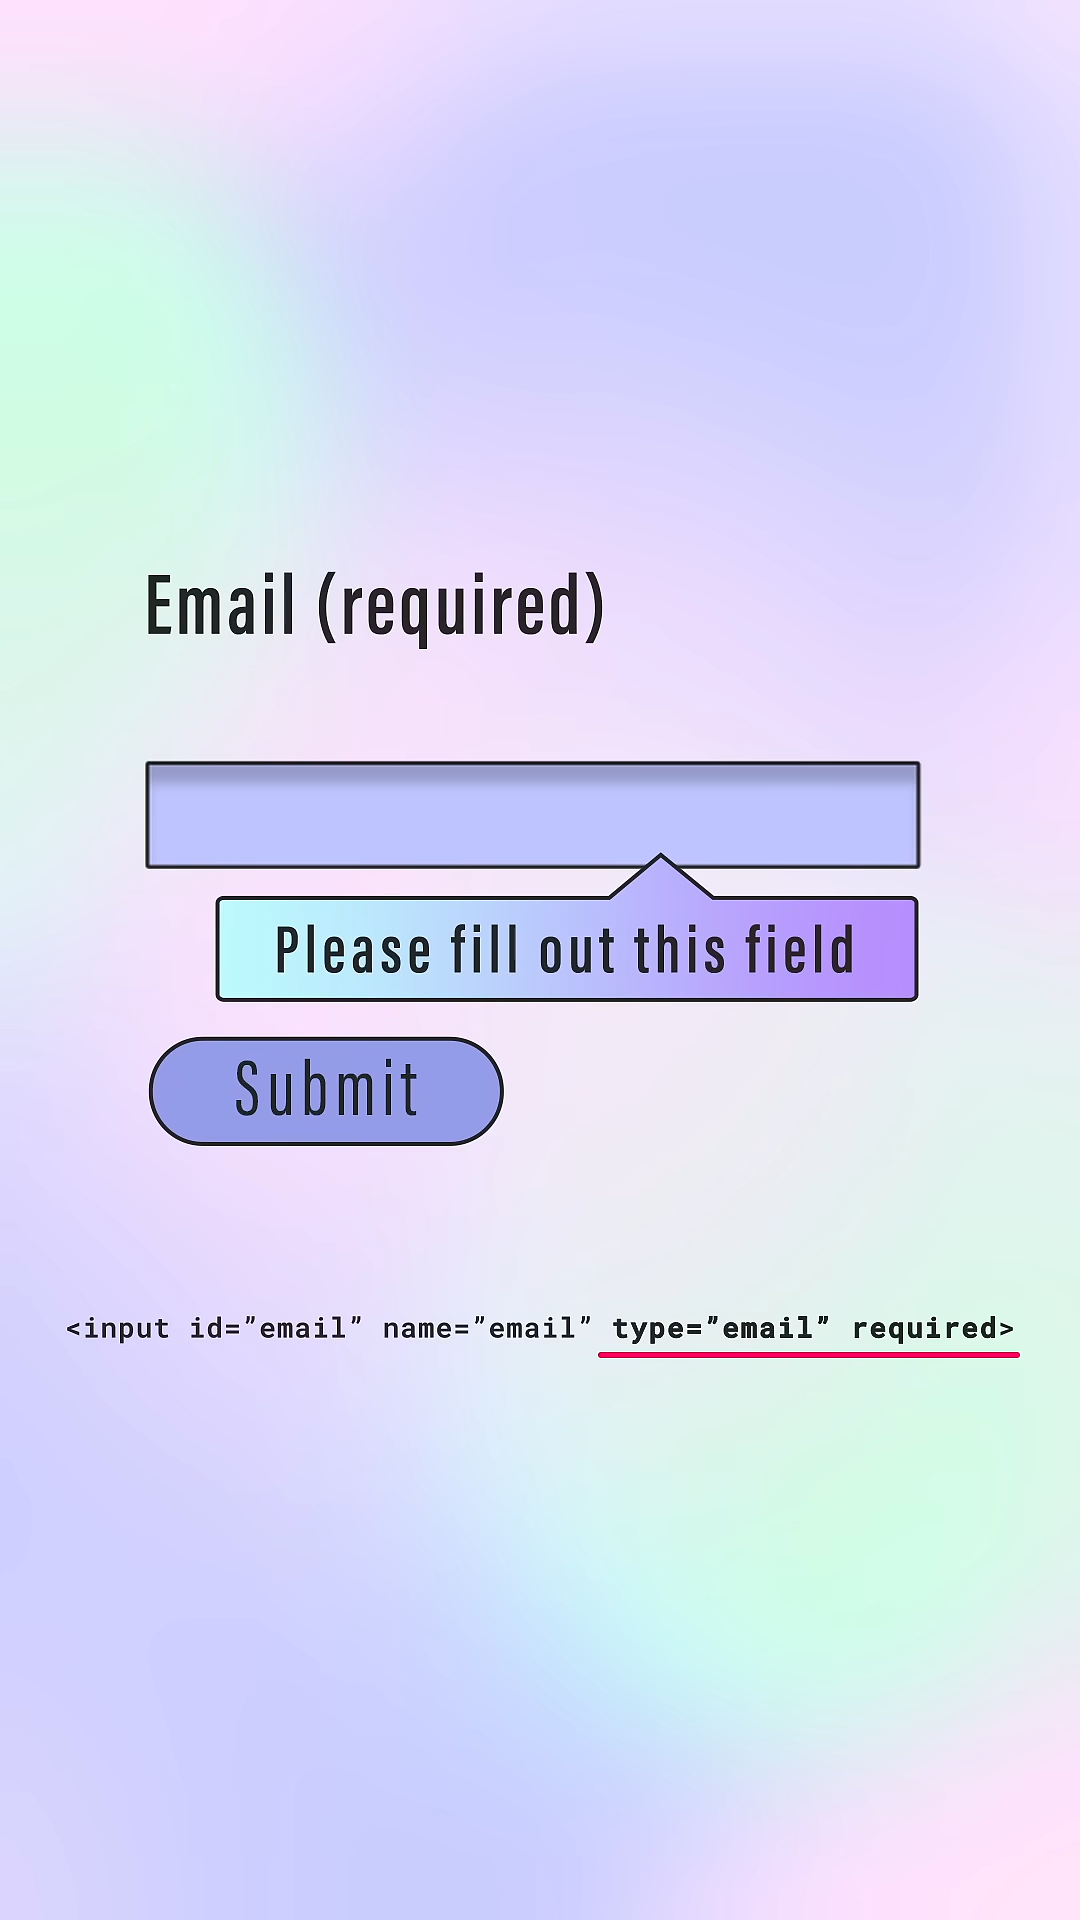 Email (required)
Please fill out this field
Submit
<input id=”email” name=”email” type=”email” required>